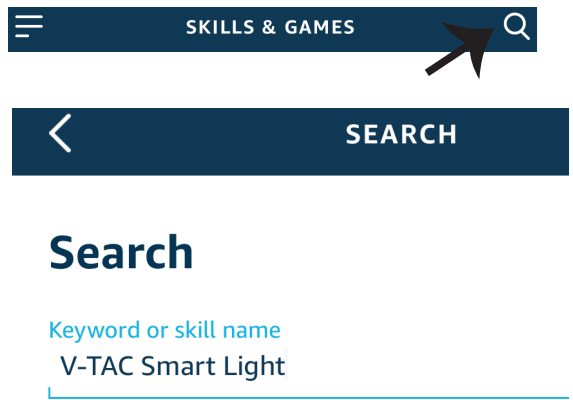 SKILLS & GAMES
SEARCH
Search
Keyword or skill name
V-TAC Smart Light